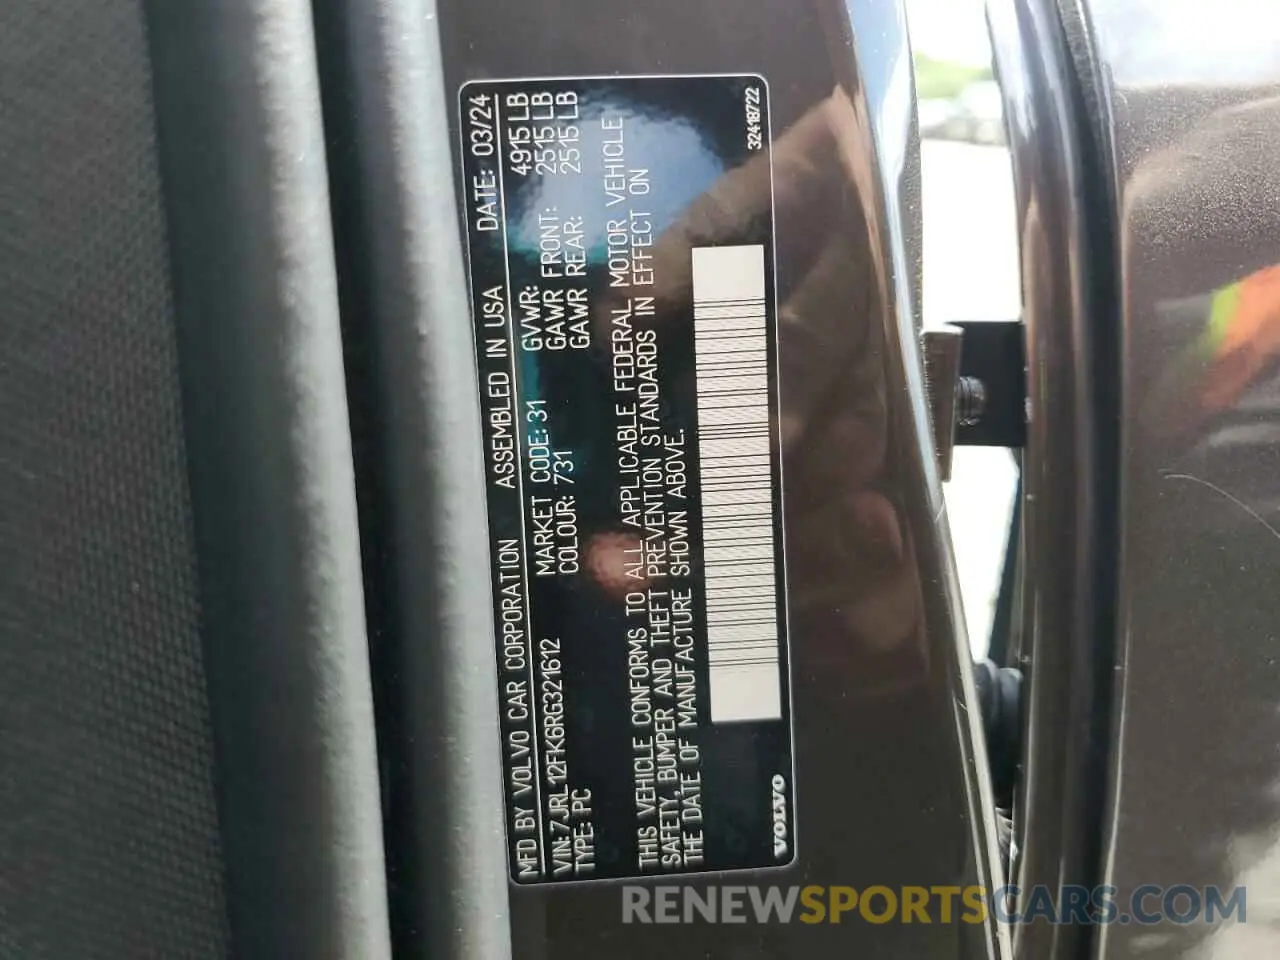 MFD BY VOLVO CAR CORPORATION ASSEMBLED IN USA DATE: 03/24
VIN: 7JRL12FK6RG321612 MARKET CODE: 31 GVWR: 4915 LB
TYPE: PC COLOUR: 731 GAWR FRONT: 2515 LB
GAWR REAR: 2515 LB
THIS VEHICLE CONFORMS TO ALL APPLICABLE FEDERAL MOTOR VEHICLE
SAFETY, BUMPER AND THEFT PREVENTION STANDARDS IN EFFECT ON
THE DATE OF MANUFACTURE SHOWN ABOVE.
VOLVO 32418722
RENEWSPORTSCARS.COM